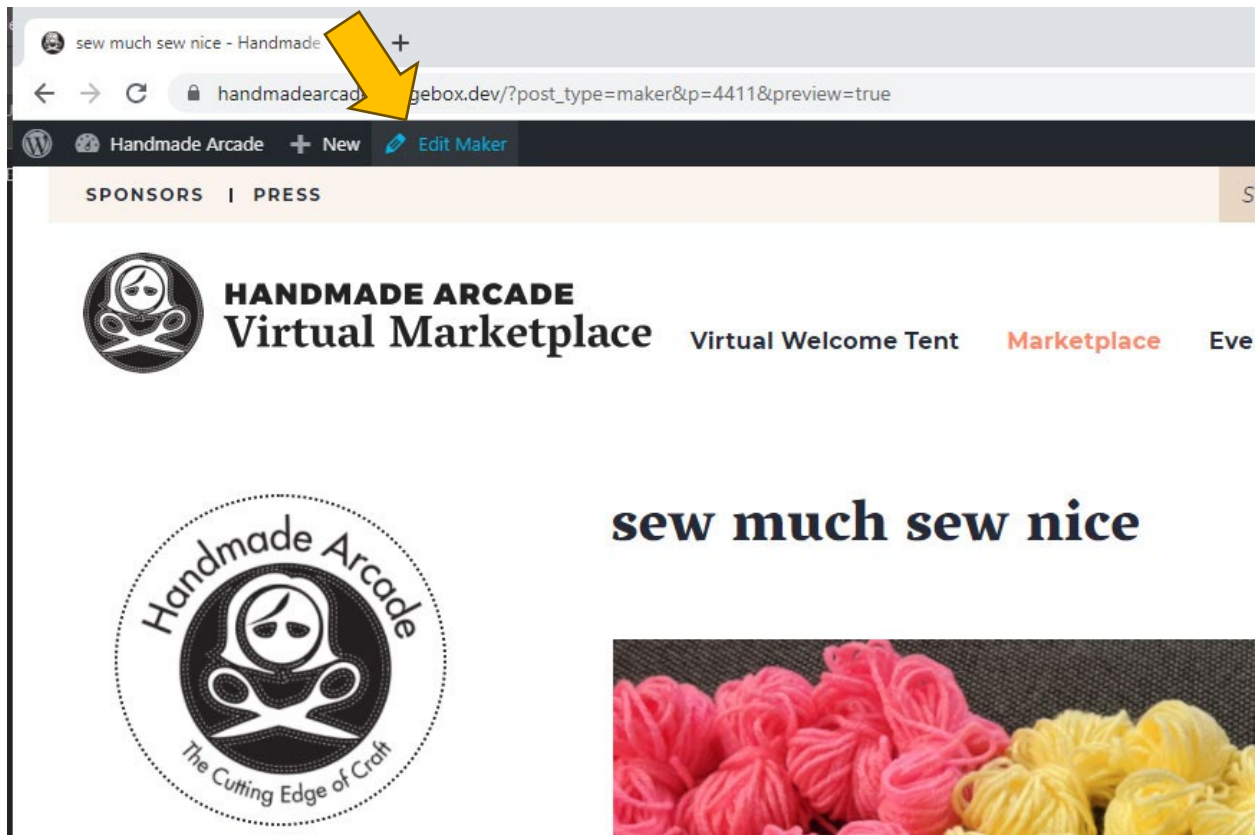 sew much sew nice - Handmade
handmadearcad gebox.dev/?post_type=maker&p=4411&preview=true
Handmade Arcade New Edit Maker
SPONSORS | PRESS
S
HANDMADE ARCADE
Virtual Marketplace
Virtual Welcome Tent Marketplace Eve
sew much sew nice
Handmade Arcade
The Cutting Edge of Craft